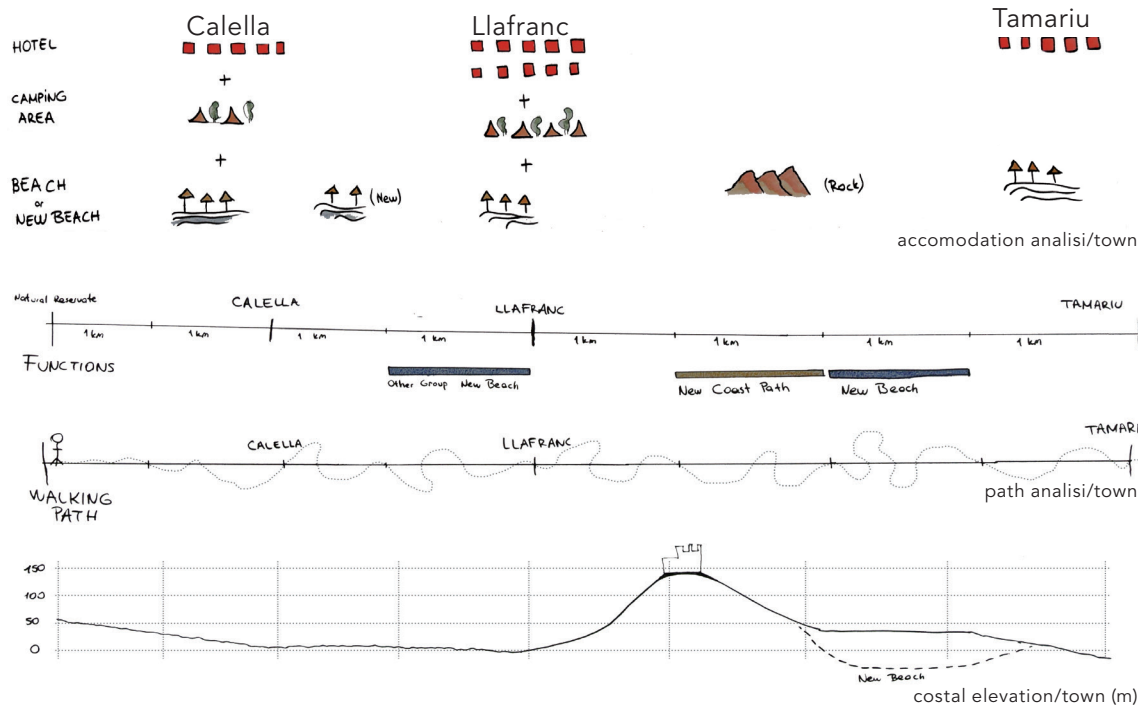 Calella Llafranc Tamariu
HOTEL
+ +
CAMPING
AREA
+ +
BEACH
or
NEW BEACH
(New)
(Rock)
accomodation analisi/town
Natural Reservate CALELLA LLAFRANC TAMARIU
1 km 1 km 1 km 1 km 1 km 1 km 1 km 1 km
FUNCTIONS
Other Group New Beach New Coast Path New Beach
CALELLA LLAFRANC TAMARI
WALKING
PATH
path analisi/town
150
100
50
0
New Beach
costal elevation/town (m)